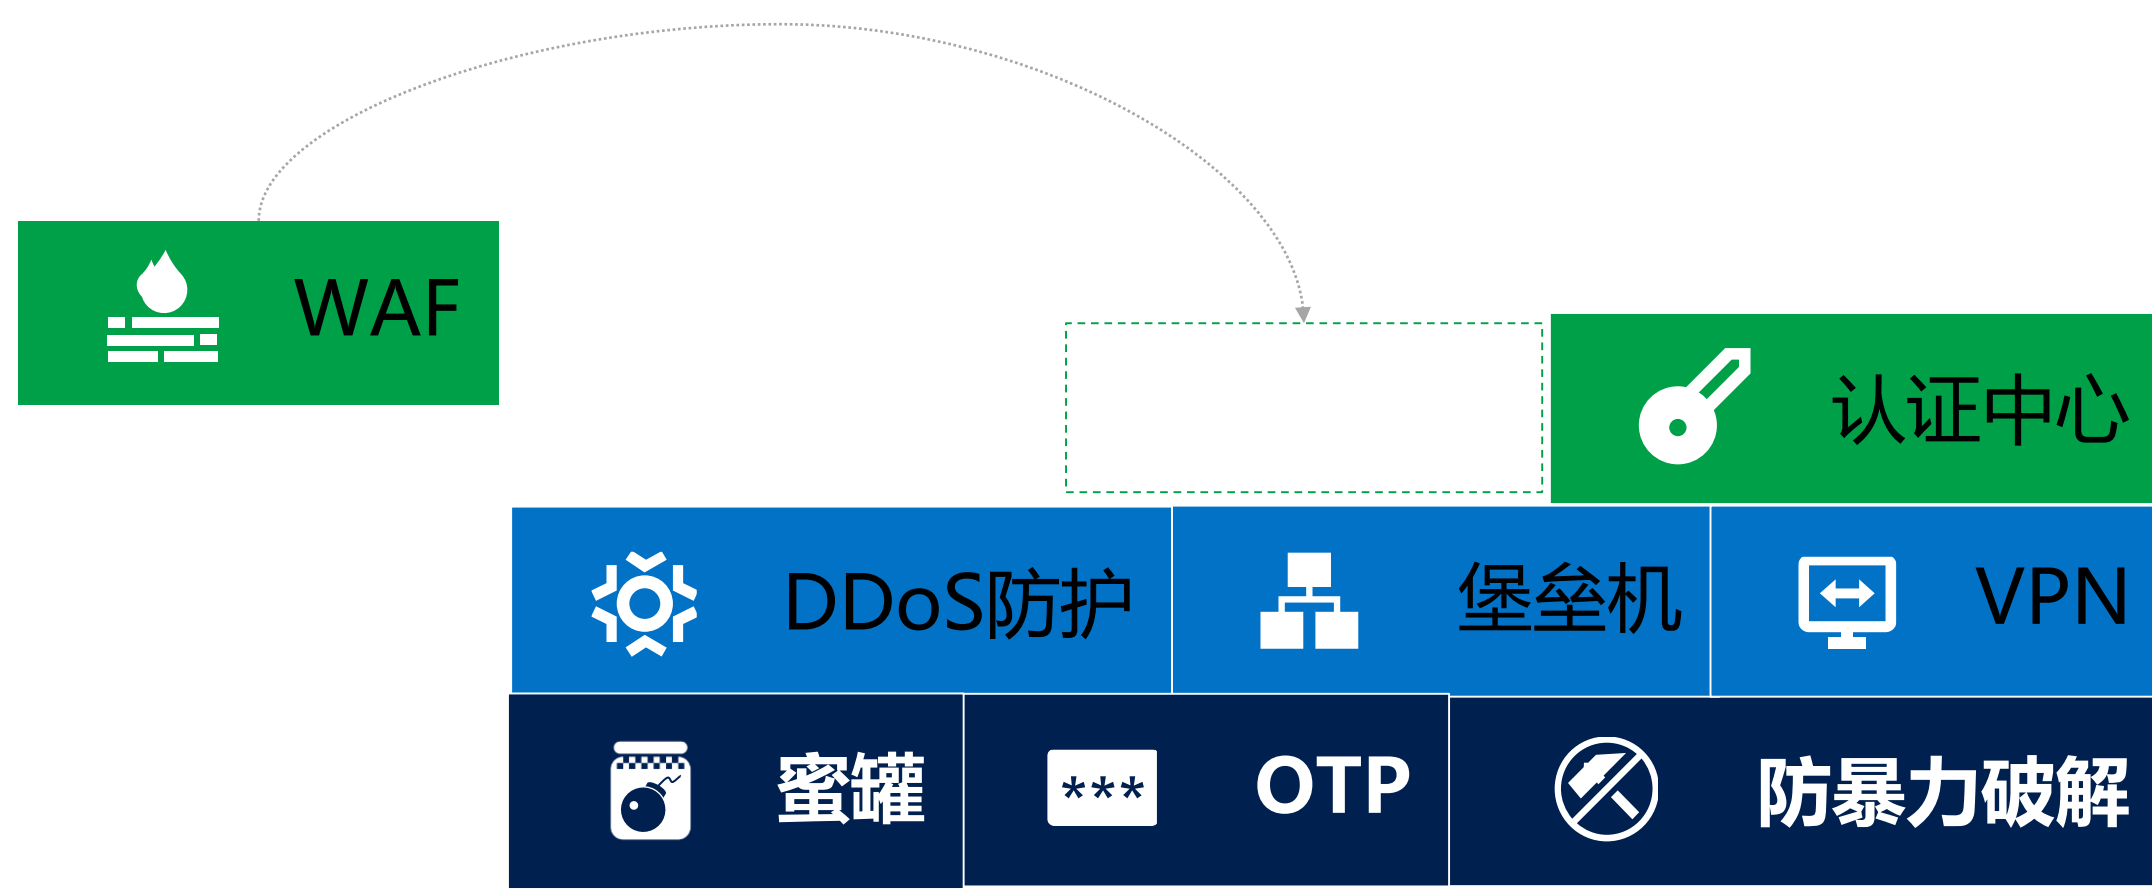 WAF
认证中心
DDoS防护
堡垒机
VPN
蜜罐
***
OTP
防暴力破解